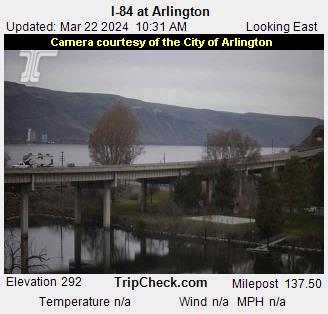 I-84 at Arlington
Updated: Mar 22 2024 10:31 AM Looking East
Camera courtesy of the City of Arlington
Elevation 292 TripCheck.com Milepost 137.50
Temperature n/a Wind n/a MPH n/a